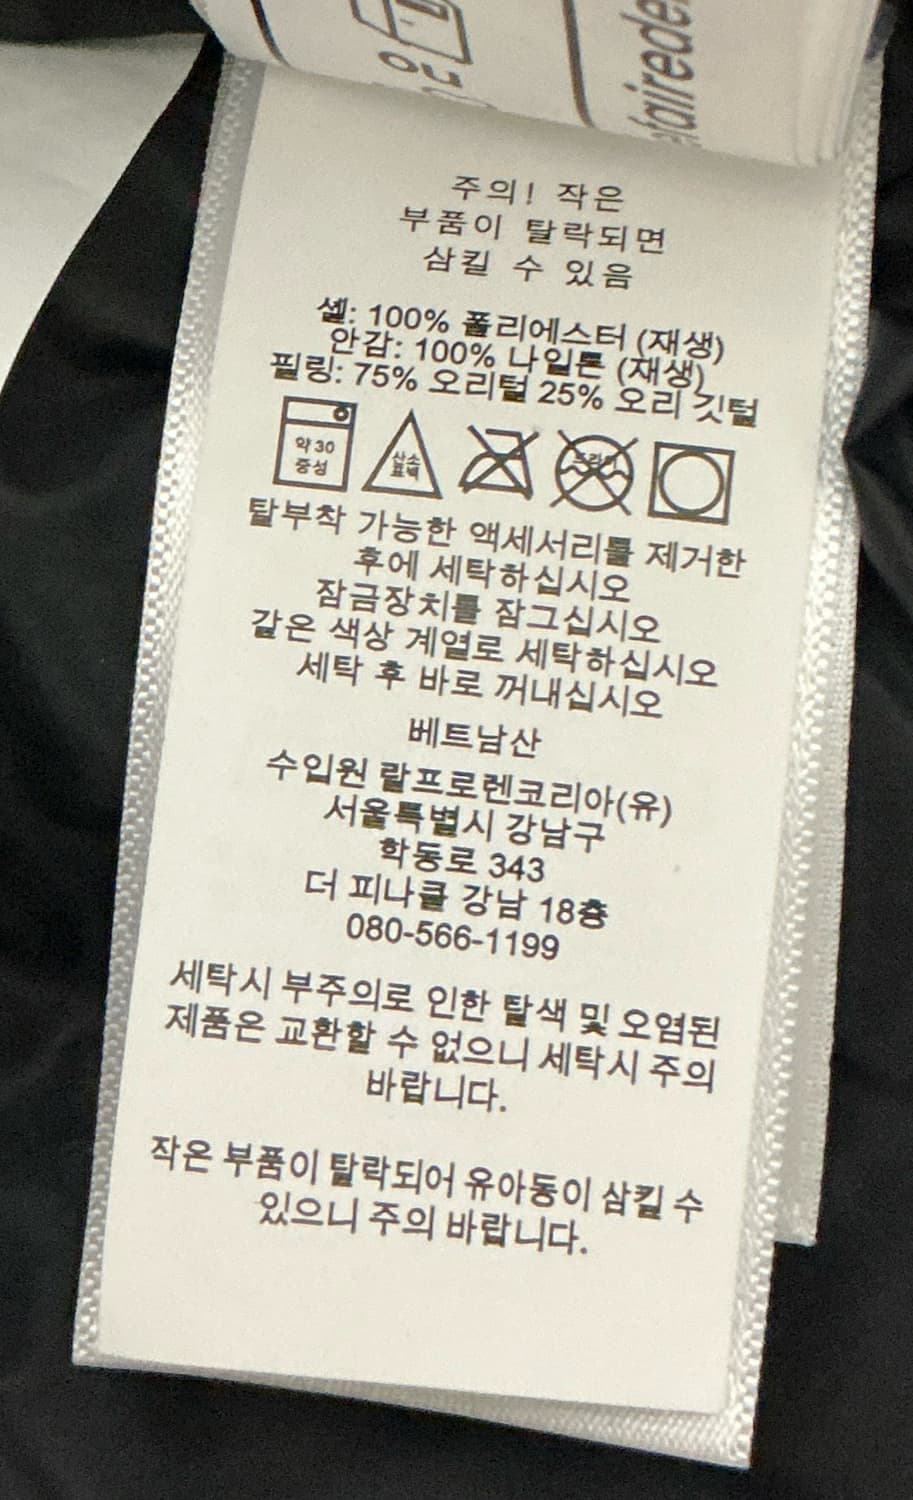 efairedel
주의! 작은
부품이 탈락되면
삼킬 수 있음
셸: 100% 폴리에스터 (재생)
안감: 100% 나일론 (재생)
필링: 75% 오리털 25% 오리 깃털
약 30
중성
산소
표백
드라이
탈부착 가능한 액세서리를 제거한
후에 세탁하십시오
잠금장치를 잠그십시오
같은 색상 계열로 세탁하십시오
세탁 후 바로 꺼내십시오
베트남산
수입원 랄프로렌코리아(유)
서울특별시 강남구
학동로 343
더 피나클 강남 18층
080-566-1199
세탁시 부주의로 인한 탈색 및 오염된
제품은 교환할 수 없으니 세탁시 주의
바랍니다.
작은 부품이 탈락되어 유아동이 삼킬 수
있으니 주의 바랍니다.